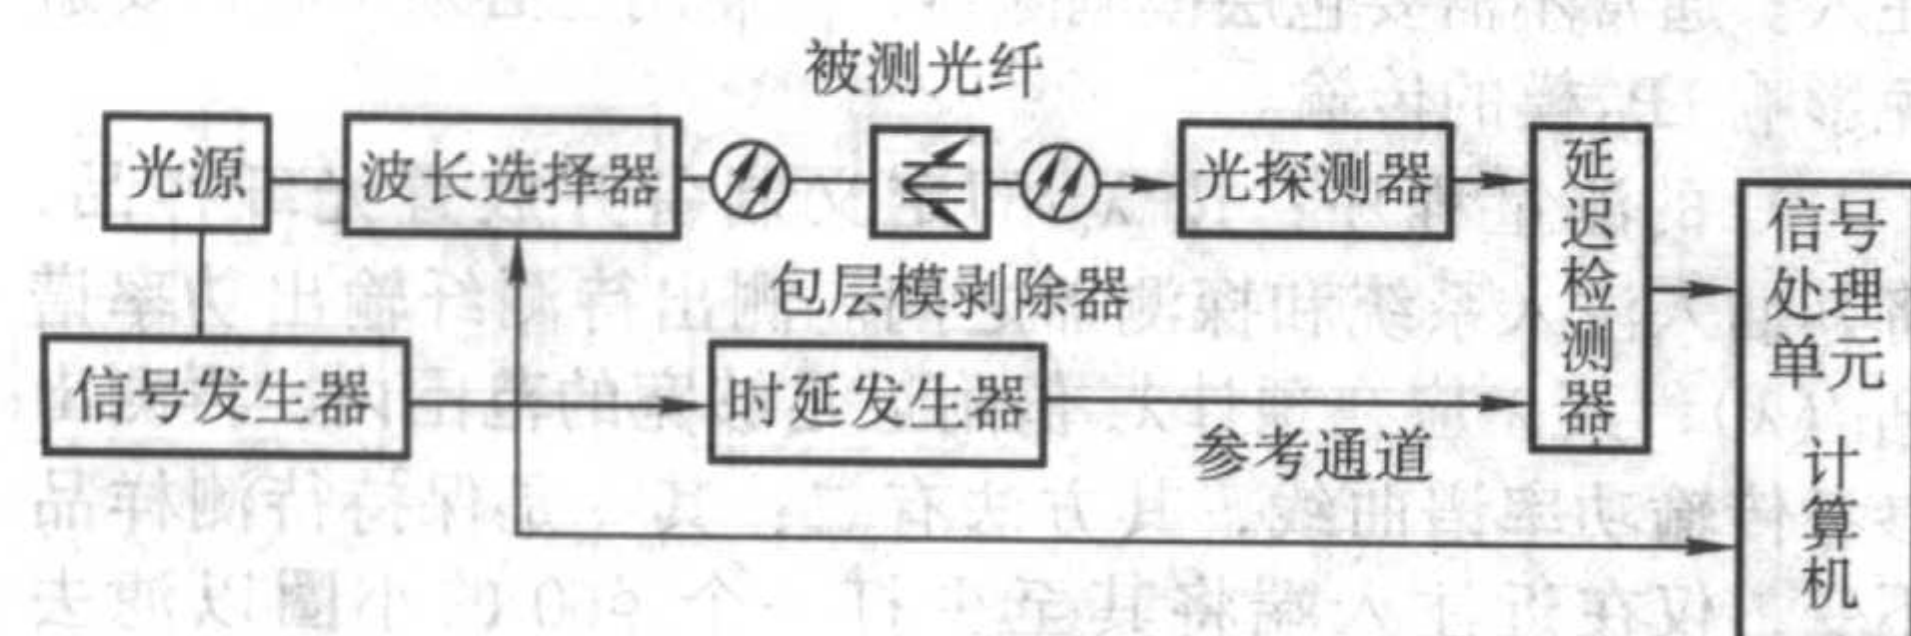 被测光纤
光源
波长选择器
光探测器
延迟检测器
信号处理单元
计算机
包层模剥除器
信号发生器
时延发生器
参考通道